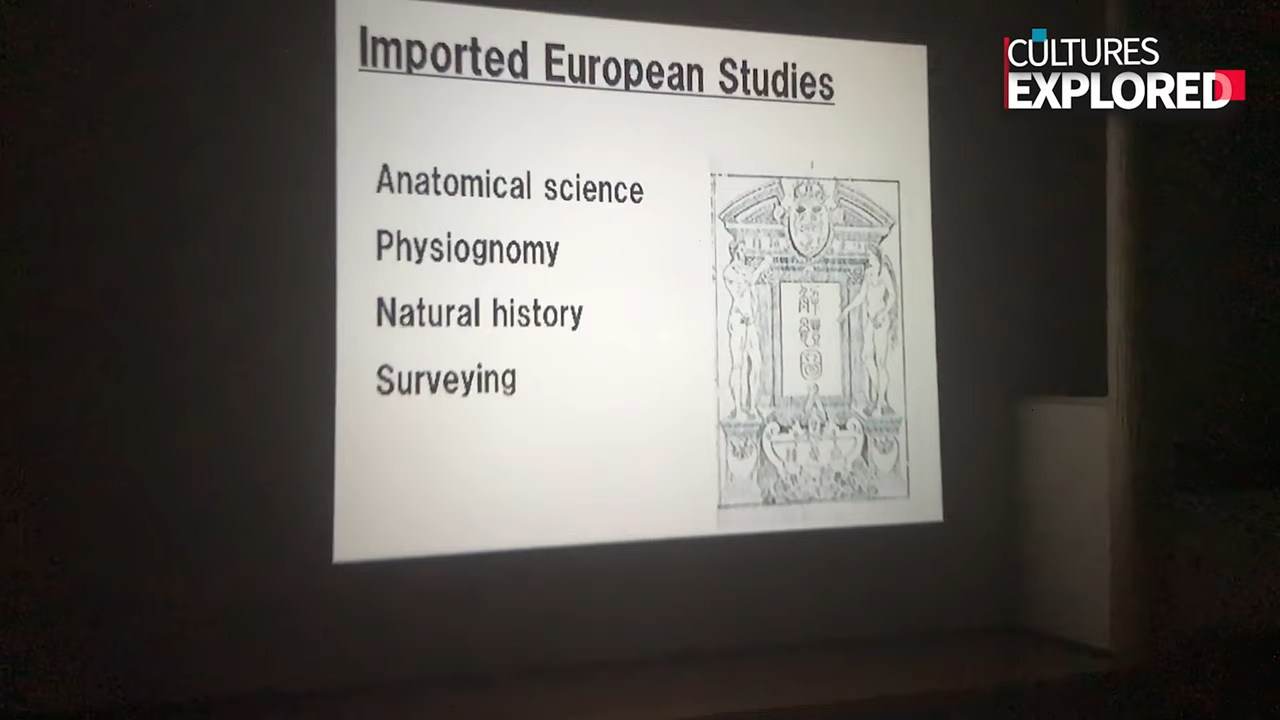 Imported European Studies
Anatomical science
Physiognomy
Natural history
Surveying
CULTURES
EXPLORED